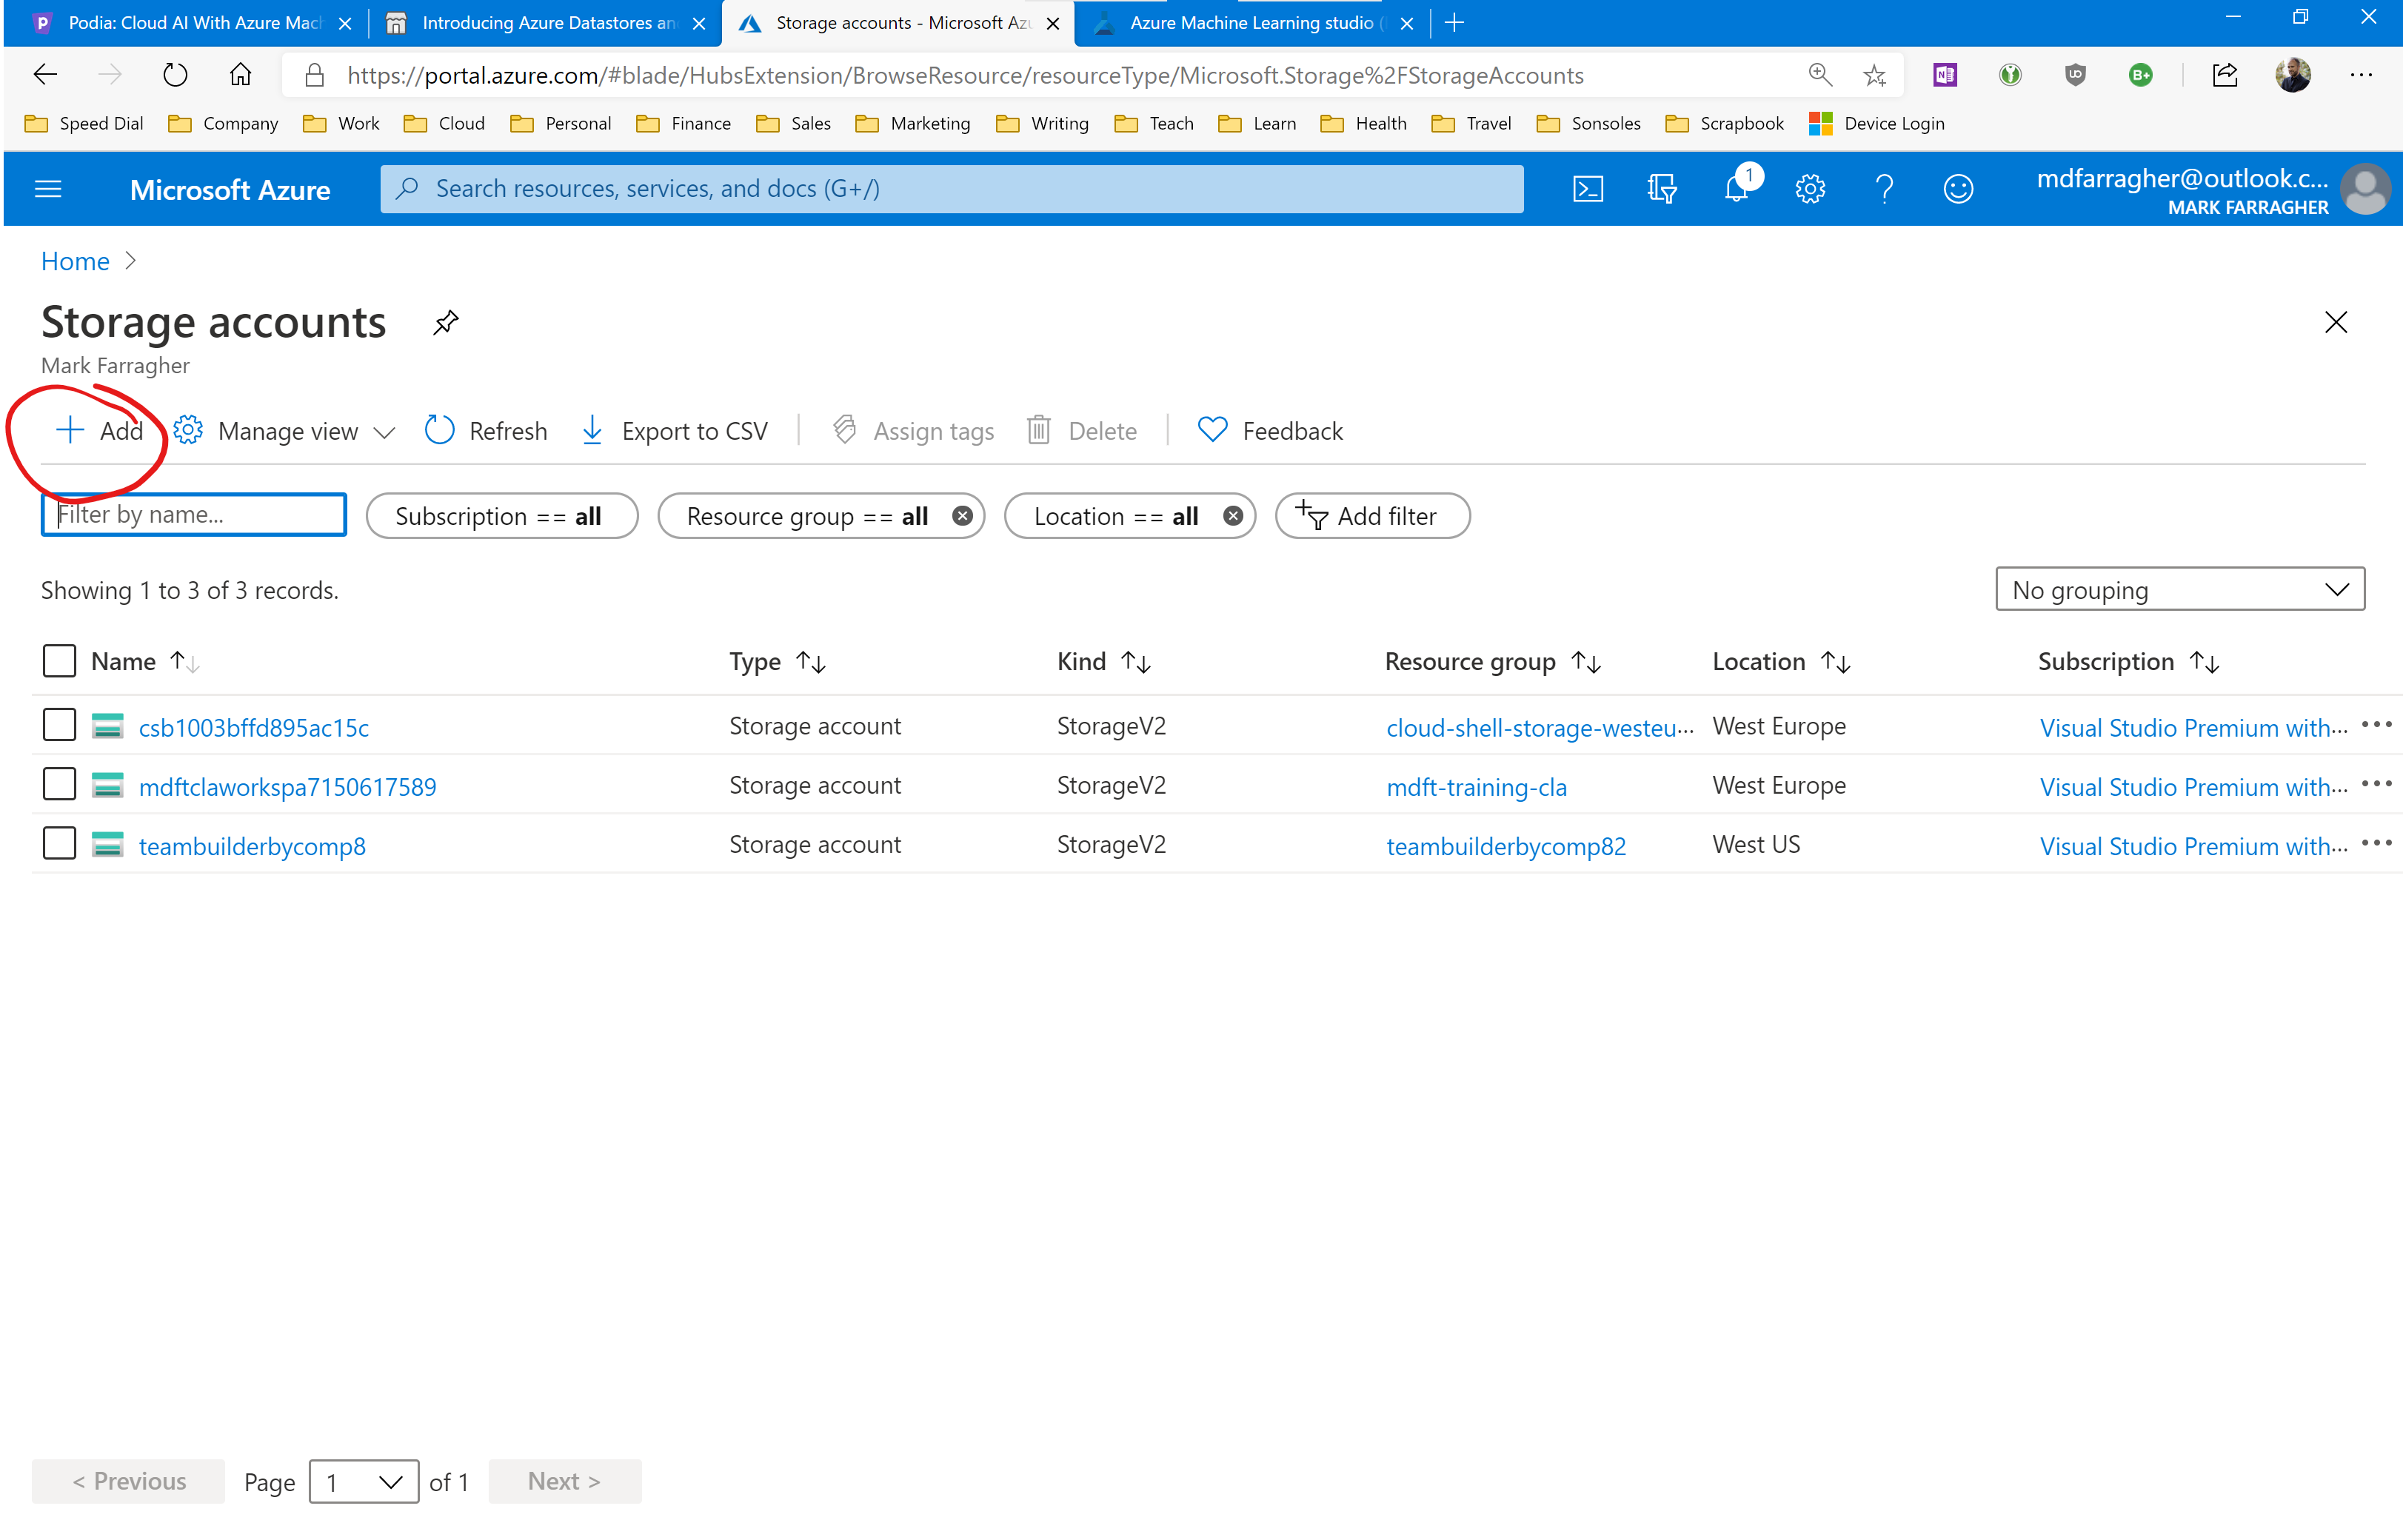 Podia: Cloud AI With Azure Mach
Introducing Azure Datastores an
Storage accounts - Microsoft Azu
Azure Machine Learning studio (
https://portal.azure.com/#blade/HubsExtension/BrowseResource/resourceType/Microsoft.Storage%2FStorageAccounts
Speed Dial Company Work Cloud Personal Finance Sales Marketing Writing Teach Learn Health Travel Sonsoles Scrapbook Device Login
Microsoft Azure
Search resources, services, and docs (G+/)
1
mdfarragher@outlook.c...
MARK FARRAGHER
Home >
Storage accounts
Mark Farragher
+ Add Manage view Refresh Export to CSV Assign tags Delete Feedback
Filter by name...
Subscription == all
Resource group == all
Location == all
Add filter
Showing 1 to 3 of 3 records.
No grouping
Name Type Kind Resource group Location Subscription
csb1003bffd895ac15c Storage account StorageV2 cloud-shell-storage-westeu... West Europe Visual Studio Premium with...
mdftclaworkspa7150617589 Storage account StorageV2 mdft-training-cla West Europe Visual Studio Premium with...
teambuilderbycomp8 Storage account StorageV2 teambuilderbycomp82 West US Visual Studio Premium with...
< Previous Page 1 of 1 Next >